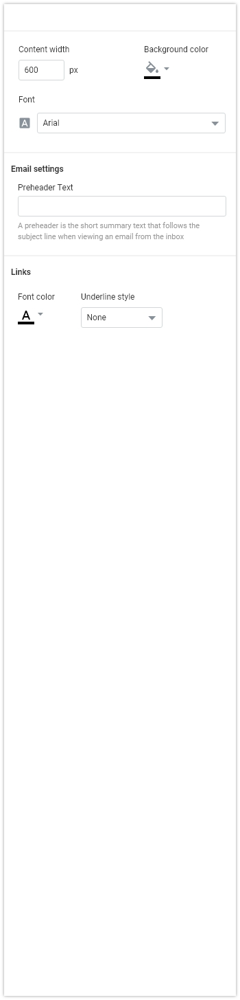 Content width
Background color
600 px
Font
A Arial
Email settings
Preheader Text
A preheader is the short summary text that follows the
subject line when viewing an email from the inbox
Links
Font color
Underline style
A
None